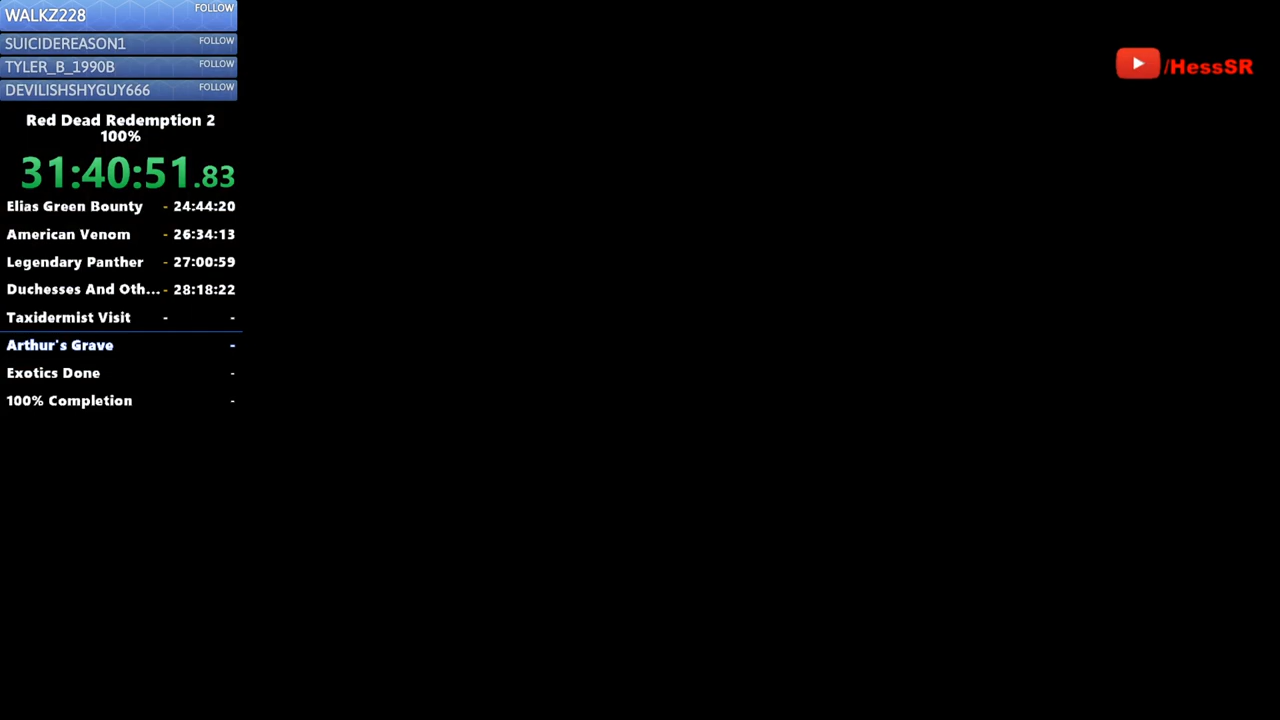 WALKZ228 FOLLOW
SUICIDEREASON1 FOLLOW
TYLER_B_1990B FOLLOW
DEVILISHSHYGUY666 FOLLOW
/HessSR
Red Dead Redemption 2
100%
31:40:51.83
Elias Green Bounty - 24:44:20
American Venom - 26:34:13
Legendary Panther - 27:00:59
Duchesses And Oth... - 28:18:22
Taxidermist Visit - -
Arthur's Grave -
Exotics Done -
100% Completion -